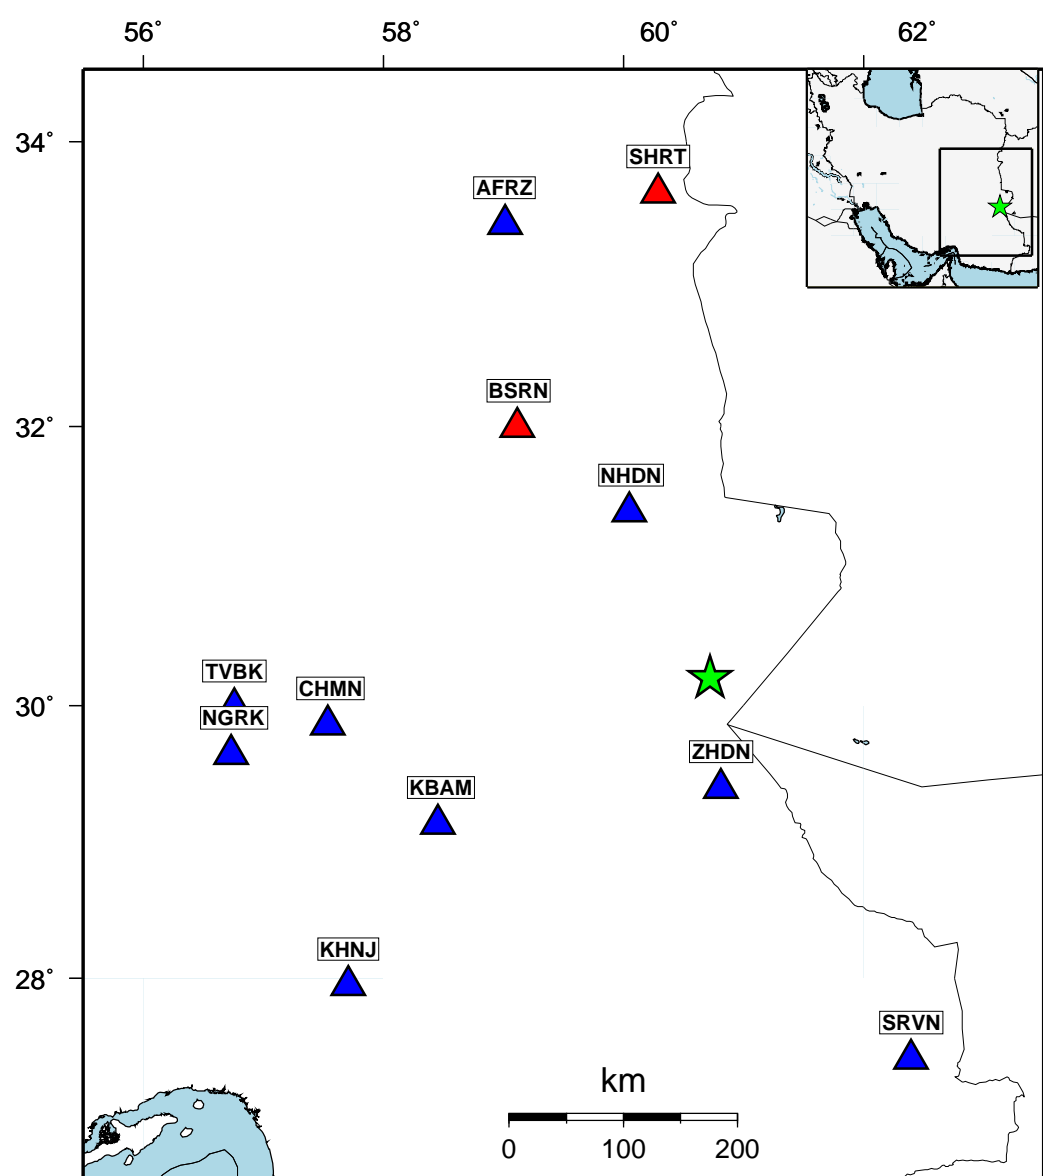 56˚ 58˚ 60˚ 62˚
34˚
SHRT
AFRZ
BSRN
32˚
NHDN
TVBK
CHMN
30˚
NGRK
ZHDN
KBAM
KHNJ
28˚
SRVN
km
0 100 200